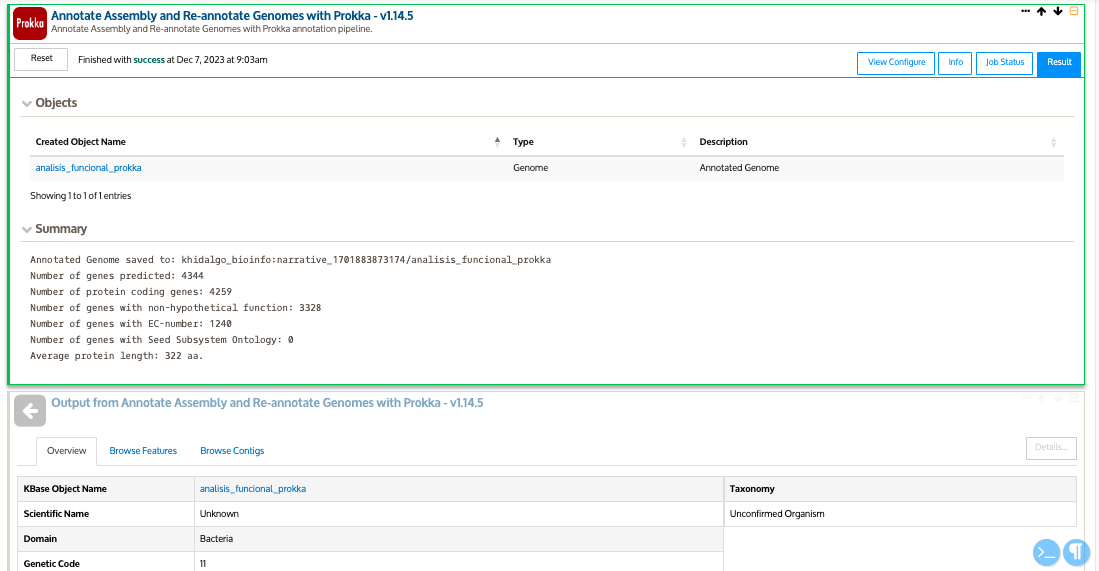 Prokka
Annotate Assembly and Re-annotate Genomes with Prokka - v1.14.5
Annotate Assembly and Re-annotate Genomes with Prokka annotation pipeline.
Reset
Finished with success at Dec 7, 2023 at 9:03am
View Configure
Info
Job Status
Result
Objects
Created Object Name Type Description
analisis_funcional_prokka Genome Annotated Genome
Showing 1 to 1 of 1 entries
Summary
Annotated Genome saved to: khidalgo_bioinfo:narrative_1701883873174/analisis_funcional_prokka
Number of genes predicted: 4344
Number of protein coding genes: 4259
Number of genes with non-hypothetical function: 3328
Number of genes with EC-number: 1240
Number of genes with Seed Subsystem Ontology: 0
Average protein length: 322 aa.
Output from Annotate Assembly and Re-annotate Genomes with Prokka - v1.14.5
Overview Browse Features Browse Contigs Details...
KBase Object Name analisis_funcional_prokka Taxonomy
Scientific Name Unknown Unconfirmed Organism
Domain Bacteria
Genetic Code 11